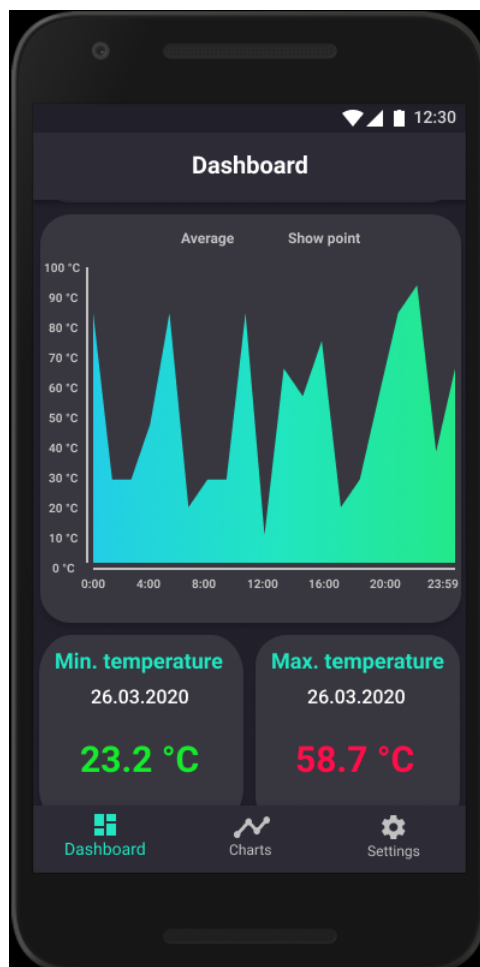 12:30
Dashboard
Average Show point
100 °C
90 °C
80 °C
70 °C
60 °C
50 °C
40 °C
30 °C
20 °C
10 °C
0 °C
0:00 4:00 8:00 12:00 16:00 20:00 23:59
Min. temperature Max. temperature
26.03.2020 26.03.2020
23.2 °C 58.7 °C
Dashboard Charts Settings